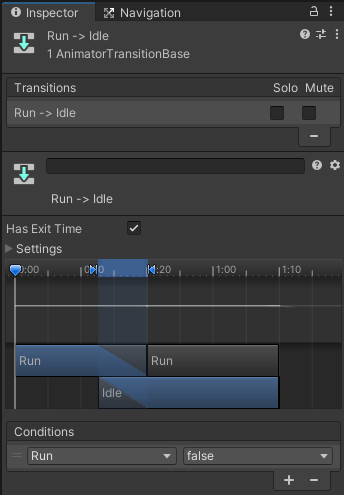 Inspector
Navigation
Run -> Idle
1 AnimatorTransitionBase
Transitions Solo Mute
Run -> Idle
Run -> Idle
Has Exit Time
Settings
:00 0:20 1:00 1:10
Run Run
Idle
Conditions
Run false